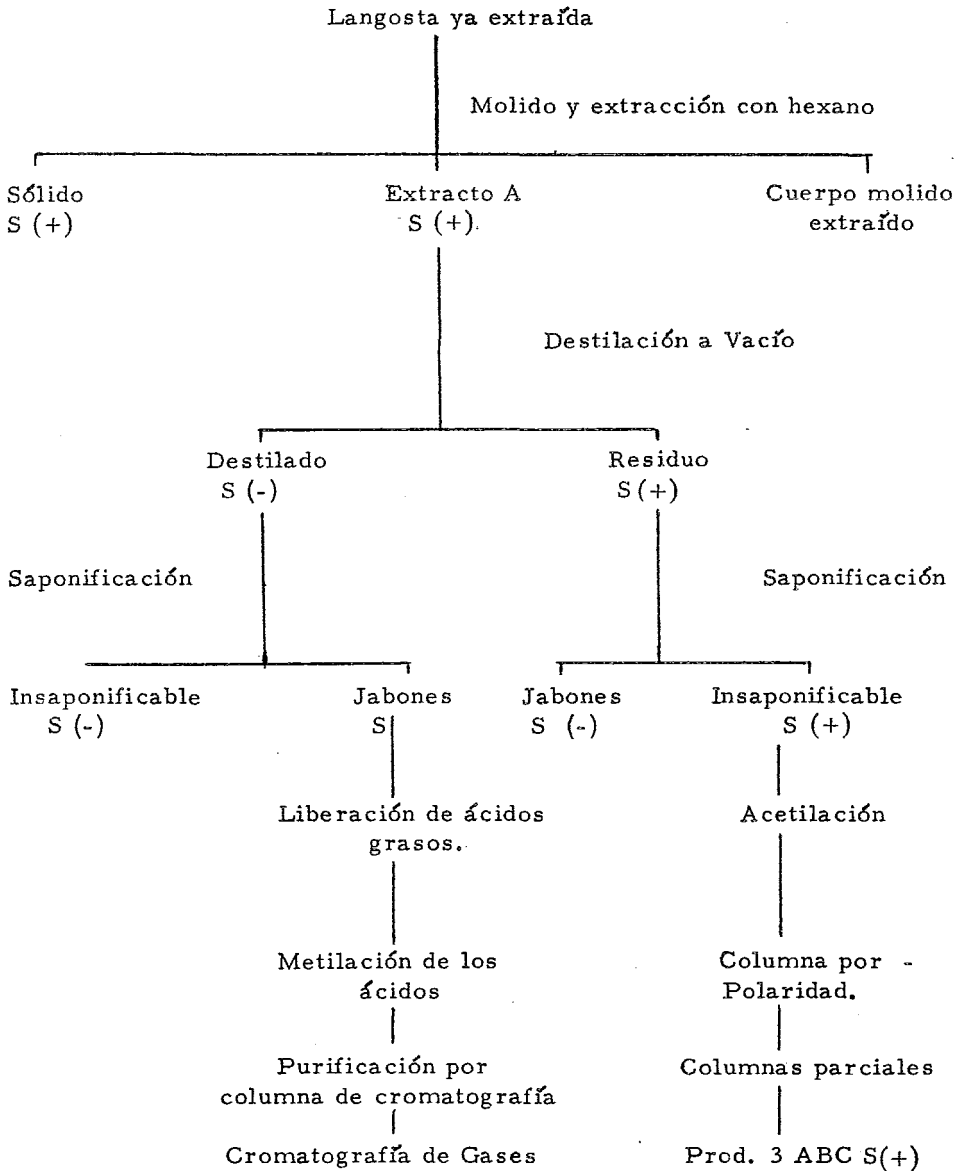 Langosta ya extraída
Molido y extracción con hexano
Sólido
S (+)
Extracto A
S (+).
Cuerpo molido
extraído
Destilación a Vacío
Destilado
S (-)
Residuo
S (+)
Saponificación
Saponificación
Insaponificable
S (-)
Jabones
S
Jabones
S (-)
Insaponificable
S (+)
Liberación de ácidos
grasos.
Acetilación
Metilación de los
ácidos
Columna por -
Polaridad.
Purificación por
columna de cromatografía
Columnas parciales
Cromatografía de Gases
Prod. 3 ABC S(+)